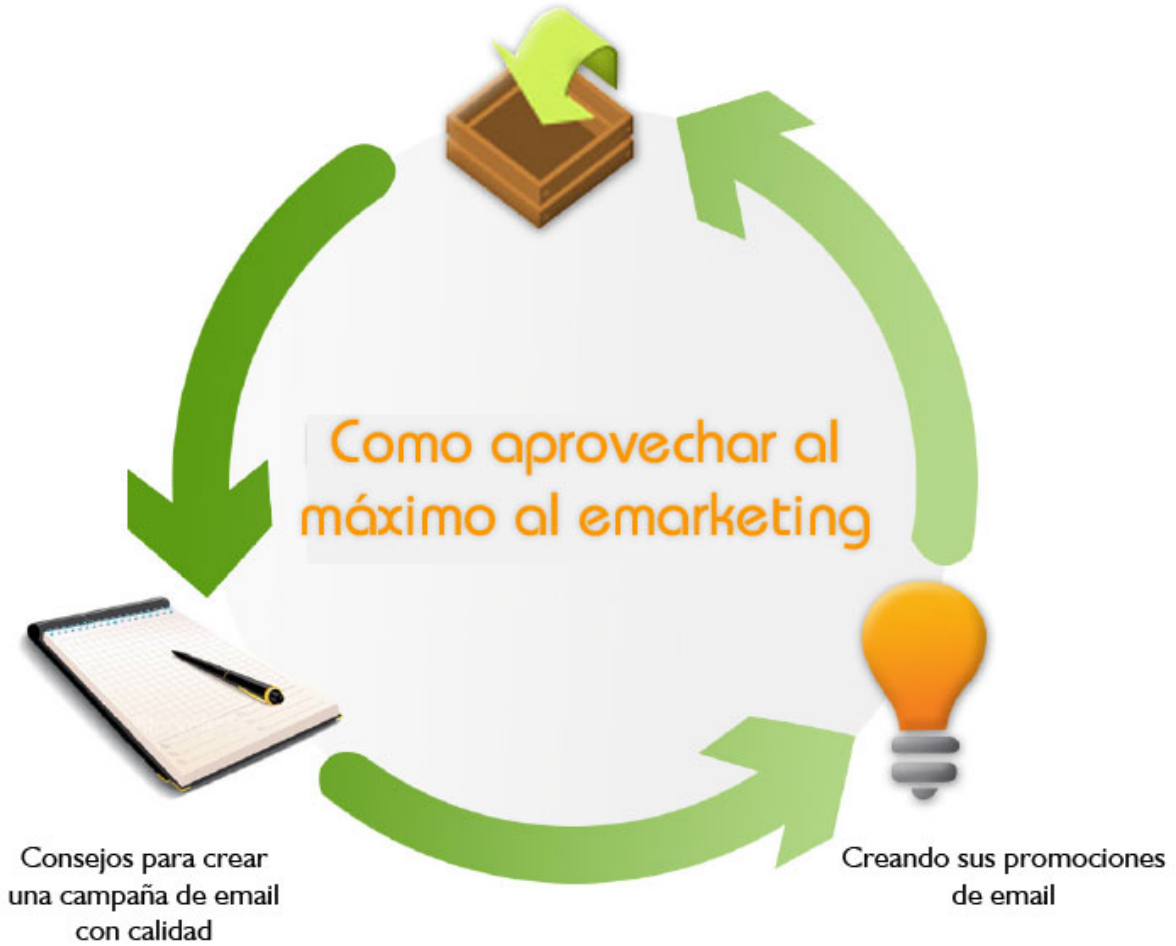 Como aprovechar al
máximo al emarketing
Consejos para crear
una campaña de email
con calidad
Creando sus promociones
de email